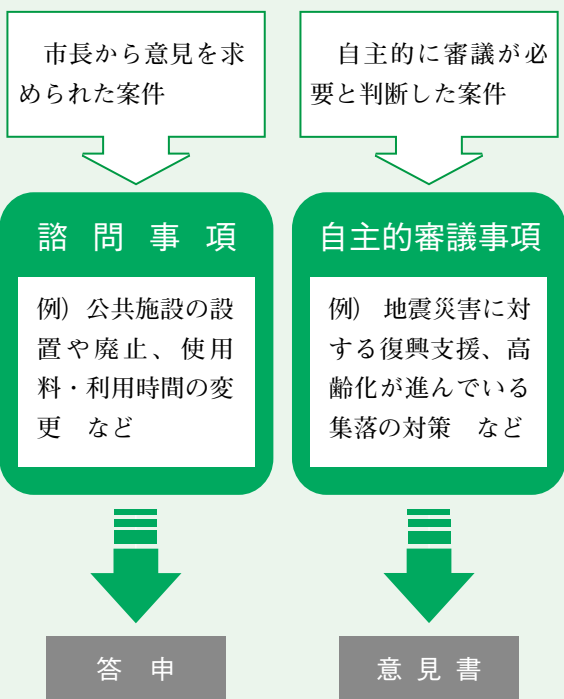 市長から意見を求
められた案件
諮問事項
例）公共施設の設
置や廃止、使用
料・利用時間の変
更　など
答申
　自主的に審議が必
要と判断した案件
自主的審議事項
例）　地震災害に対
する復興支援、高
齢化が進んでいる
集落の対策　など
意見書